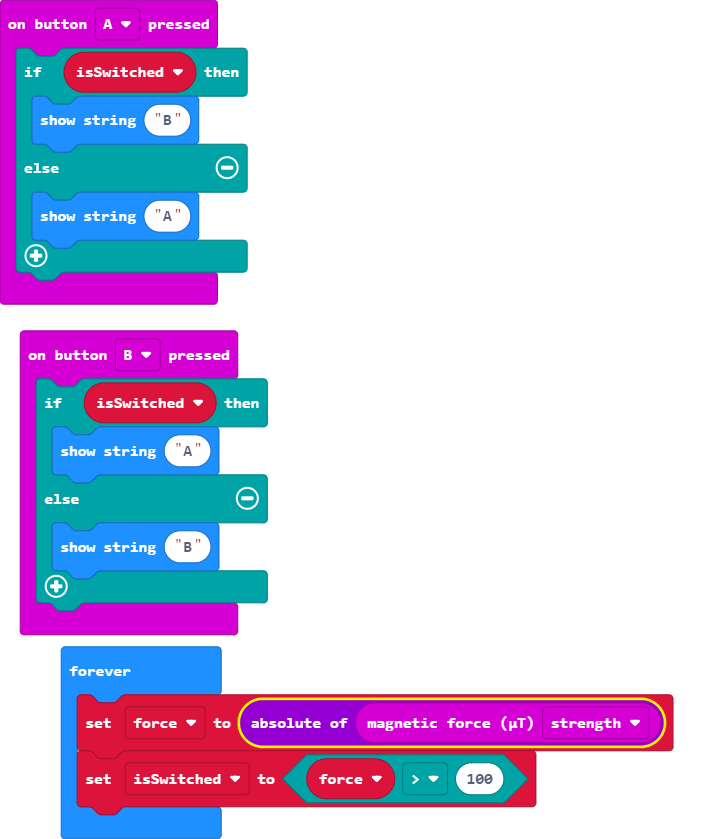 on button A pressed
if isSwitched then
show string "B"
else
show string "A"
on button B pressed
if isSwitched then
show string "A"
else
show string "B"
forever
set force to absolute of magnetic force (µT) strength
set isSwitched to force > 100